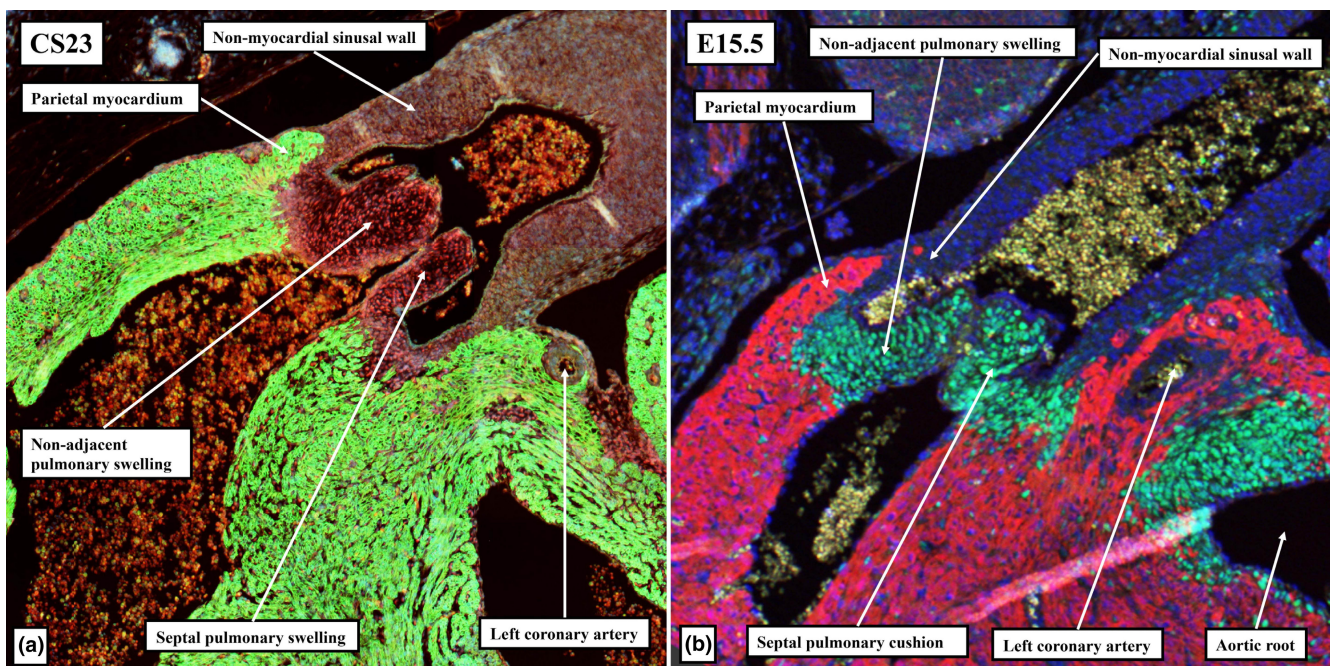 CS23
Non-myocardial sinusal wall
Parietal myocardium
Non-adjacent
pulmonary swelling
Septal pulmonary swelling
Left coronary artery
(a)
E15.5
Non-adjacent pulmonary swelling
Non-myocardial sinusal wall
Parietal myocardium
Septal pulmonary cushion
Left coronary artery
Aortic root
(b)